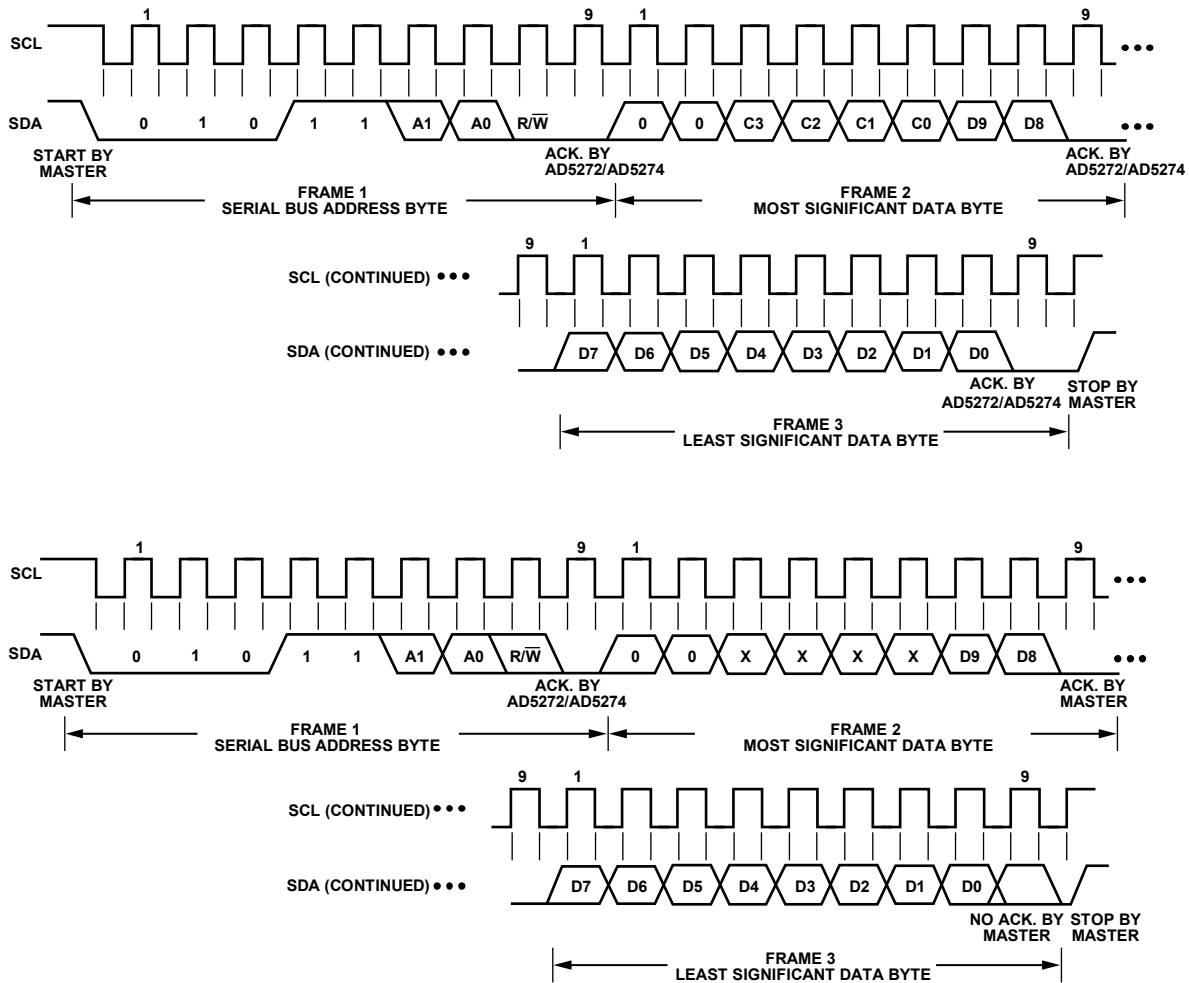 1 9 1 9
SCL •••
SDA 0 1 0 1 1 A1 A0 R/W̅ 0 0 C3 C2 C1 C0 D9 D8 •••
START BY MASTER
ACK. BY AD5272/AD5274
ACK. BY AD5272/AD5274
FRAME 1
SERIAL BUS ADDRESS BYTE
FRAME 2
MOST SIGNIFICANT DATA BYTE
9 1 9
SCL (CONTINUED) •••
SDA (CONTINUED) ••• D7 D6 D5 D4 D3 D2 D1 D0
ACK. BY AD5272/AD5274
STOP BY MASTER
FRAME 3
LEAST SIGNIFICANT DATA BYTE
1 9 1 9
SCL •••
SDA 0 1 0 1 1 A1 A0 R/W̅ 0 0 X X X X D9 D8 •••
START BY MASTER
ACK. BY AD5272/AD5274
ACK. BY MASTER
FRAME 1
SERIAL BUS ADDRESS BYTE
FRAME 2
MOST SIGNIFICANT DATA BYTE
9 1 9
SCL (CONTINUED) •••
SDA (CONTINUED) ••• D7 D6 D5 D4 D3 D2 D1 D0
NO ACK. BY MASTER
STOP BY MASTER
FRAME 3
LEAST SIGNIFICANT DATA BYTE